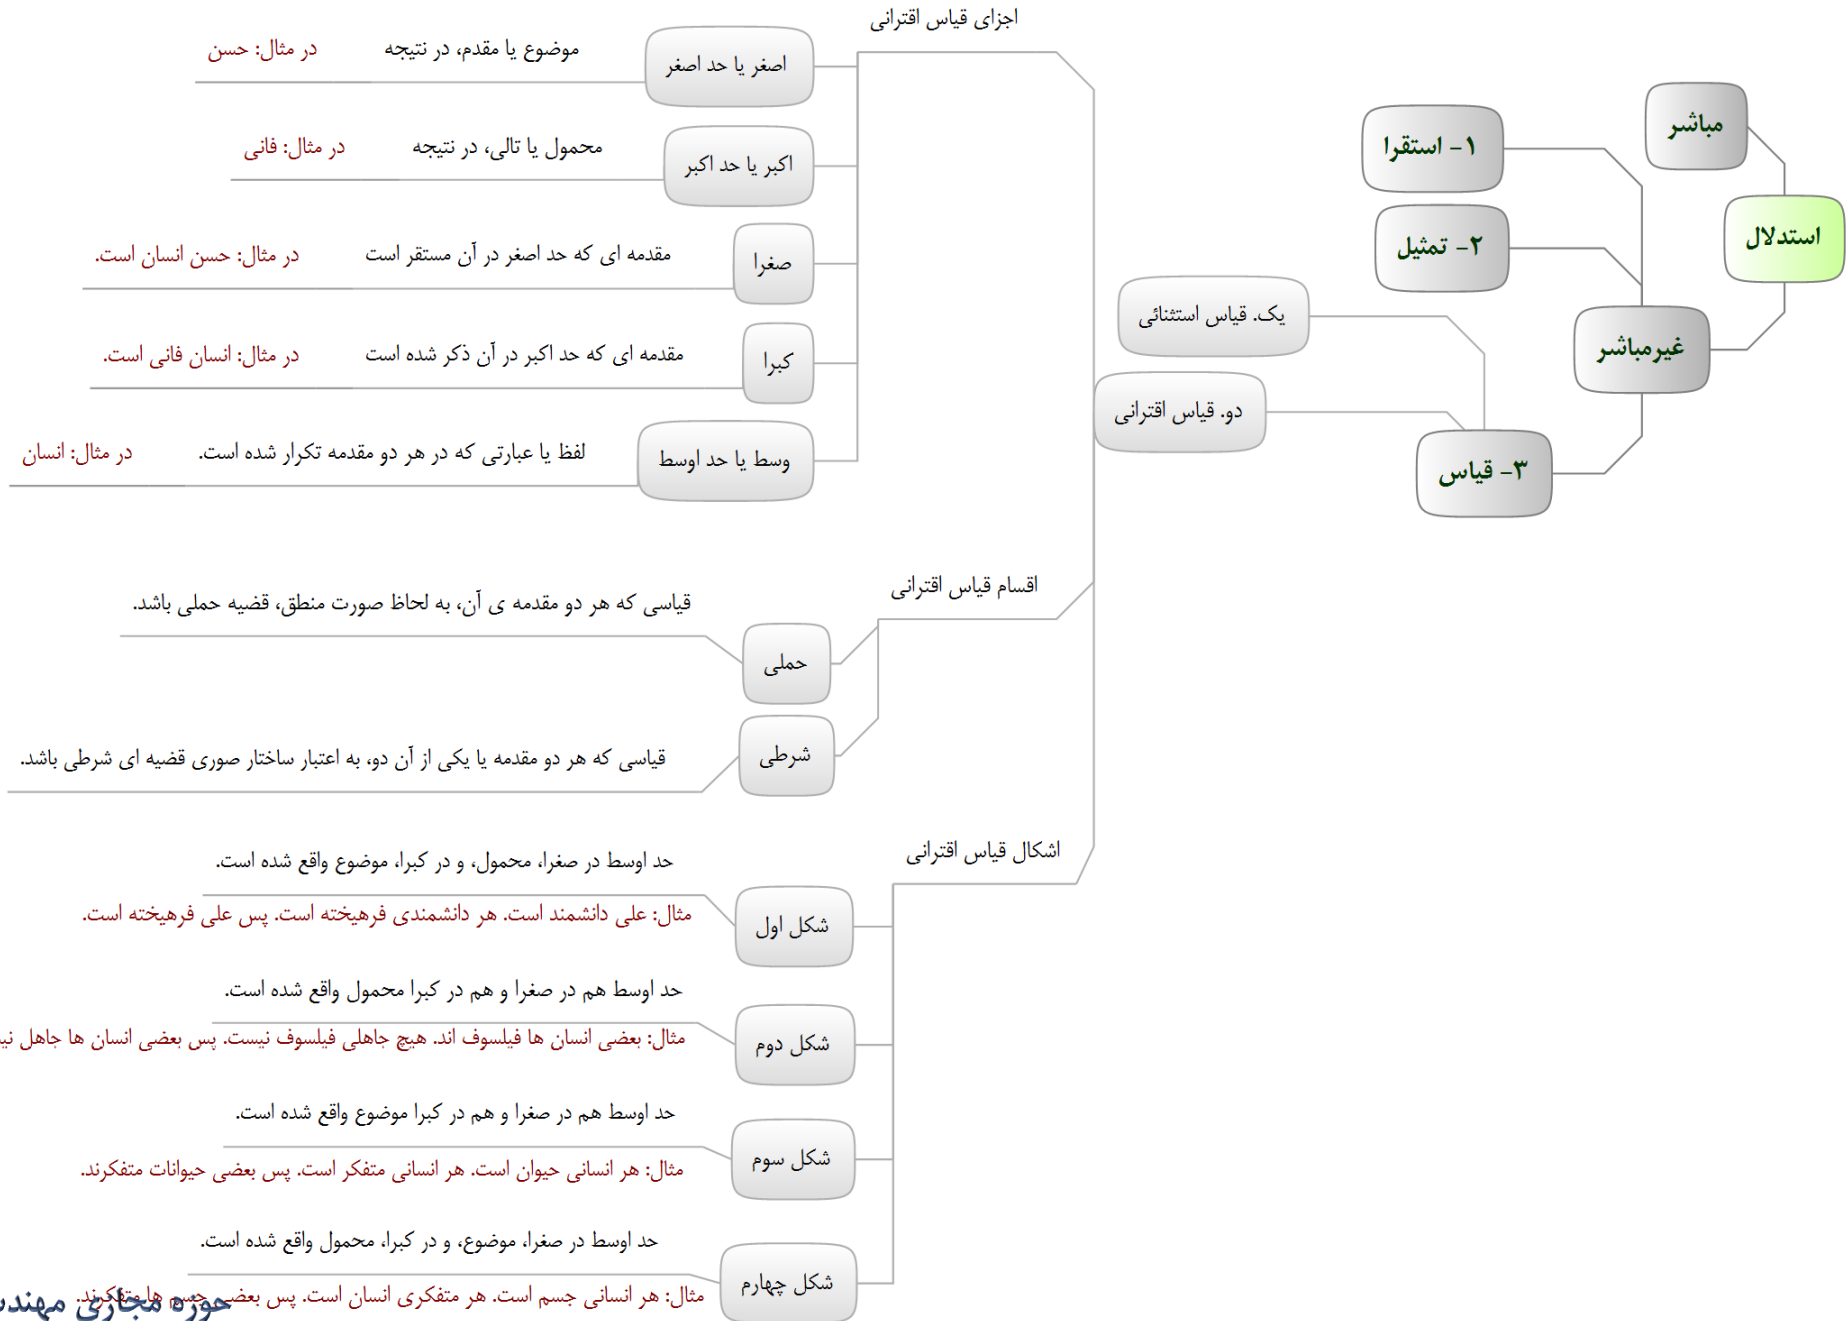 استدلال
مباشر
غیرمباشر
۱- استقرا
۲- تمثیل
۳- قیاس
یک. قیاس استثنائی
دو. قیاس اقترانی
اجزای قیاس اقترانی
اصغر یا حد اصغر
موضوع یا مقدم، در نتیجه
در مثال: حسن
اکبر یا حد اکبر
محمول یا تالی، در نتیجه
در مثال: فانی
صغرا
مقدمه ای که حد اصغر در آن مستقر است
در مثال: حسن انسان است.
کبرا
مقدمه ای که حد اکبر در آن ذکر شده است
در مثال: انسان فانی است.
وسط یا حد اوسط
لفظ یا عبارتی که در هر دو مقدمه تکرار شده است.
در مثال: انسان
اقسام قیاس اقترانی
حملی
قیاسی که هر دو مقدمه ی آن، به لحاظ صورت منطق، قضیه حملی باشد.
شرطی
قیاسی که هر دو مقدمه یا یکی از آن دو، به اعتبار ساختار صوری قضیه ای شرطی باشد.
اشکال قیاس اقترانی
شکل اول
حد اوسط در صغرا، محمول، و در کبرا، موضوع واقع شده است.
مثال: علی دانشمند است. هر دانشمندی فرهیخته است. پس علی فرهیخته است.
شکل دوم
حد اوسط هم در صغرا و هم در کبرا محمول واقع شده است.
مثال: بعضی انسان ها فیلسوف اند. هیچ جاهلی فیلسوف نیست. پس بعضی انسان ها جاهل
شکل سوم
حد اوسط هم در صغرا و هم در کبرا موضوع واقع شده است.
مثال: هر انسانی حیوان است. هر انسانی متفکر است. پس بعضی حیوانات متفکرند.
شکل چهارم
حد اوسط در صغرا، موضوع، و در کبرا، محمول واقع شده است.
مثال: هر انسانی جسم است. هر متفکری انسان است. پس بعضی جسم ها متفکرند.
حوزه مجازی